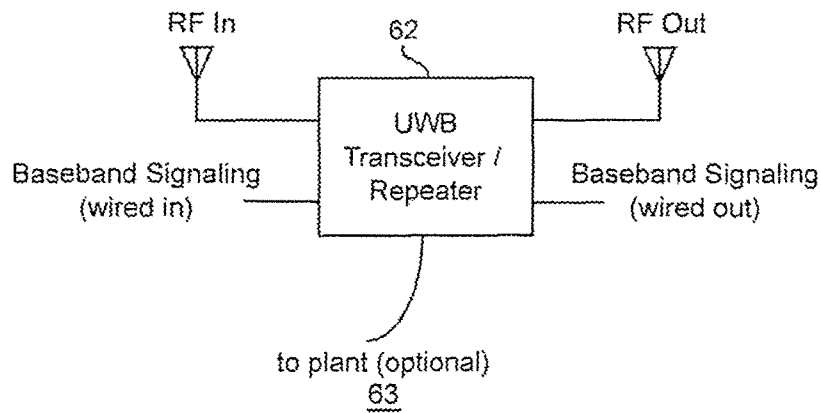 RF In
62
RF Out
UWB
Transceiver /
Repeater
Baseband Signaling
(wired in)
Baseband Signaling
(wired out)
to plant (optional)
63